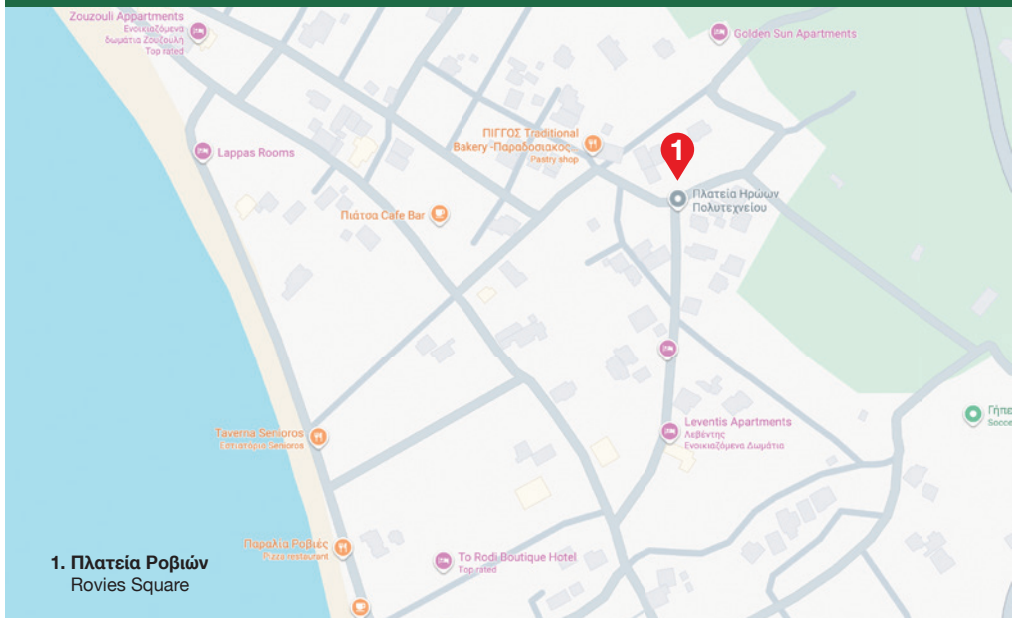 Zouzouli Appartments
Ενοικιαζόμενα
δωμάτια Ζουζούλη
Top rated
Golden Sun Apartments
ΠΙΓΓΟΣ Traditional
Bakery -Παραδοσιακος
Pastry shop
1
Lappas Rooms
Πλατεία Ηρώων
Πολυτεχνείου
Πιάτσα Cafe Bar
Leventis Apartments
Λεβέντης
Ενοικιαζόμενα Δωμάτια
Γήπε
Socce
Taverna Senioros
Εστιατόριο Senioros
Παραλία Ροβιές
Pizza restaurant
To Rodi Boutique Hotel
Top rated
1. Πλατεία Ροβιών
Rovies Square